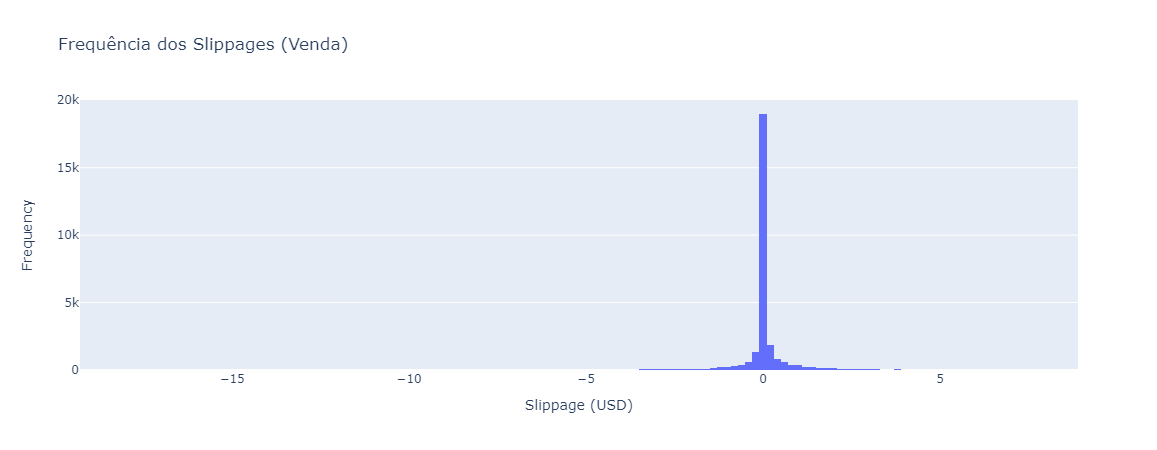 Frequência dos Slippages (Venda)
20k
15k
10k
5k
0
Frequency
−15
−10
−5
0
5
Slippage (USD)